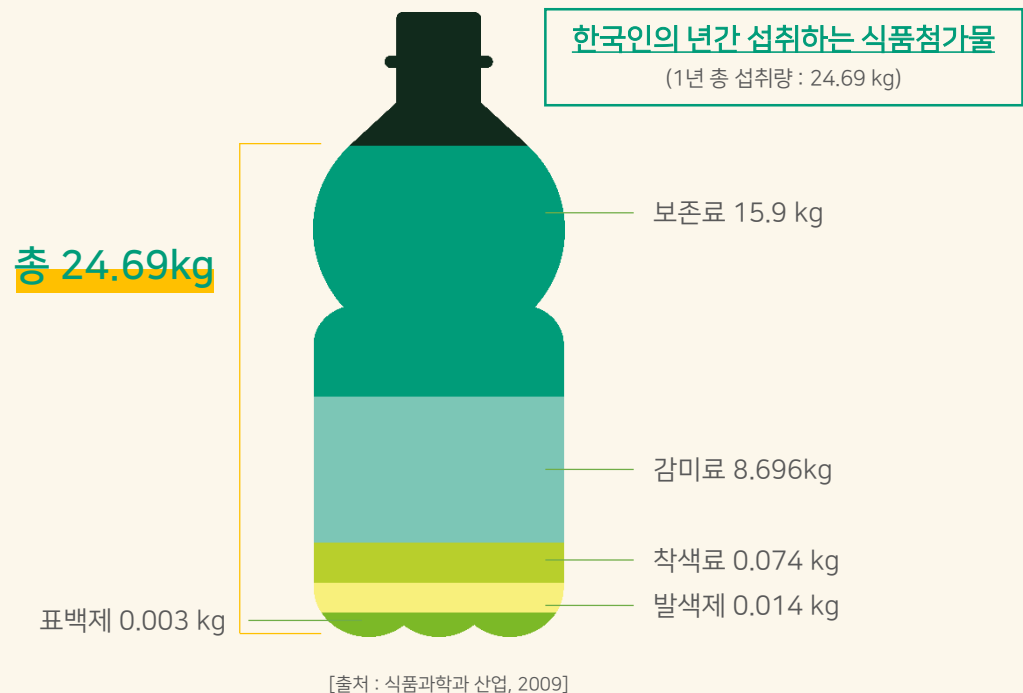 한국인의 년간 섭취하는 식품첨가물
(1년 총 섭취량 : 24.69 kg)
보존료 15.9 kg
총 24.69kg
감미료 8.696kg
착색료 0.074 kg
발색제 0.014 kg
표백제 0.003 kg
[출처 : 식품과학과 산업, 2009]